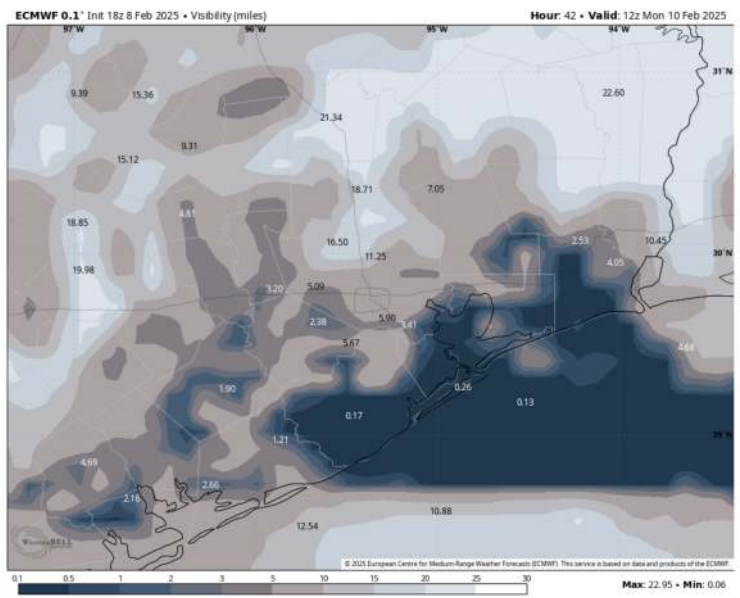 ECMWF 0.1° Init 18z 8 Feb 2025 • Visibility (miles) Hour: 42 • Valid: 12z Mon 10 Feb 2025
97°W 96°W 95°W 94°W
31°N
9.39 15.36 22.60
21.34
9.31
15.12
18.71 7.05
4.81
18.85
16.50 2.53 10.45
11.25 30°N
4.05
19.98
3.20 5.09
2.38 5.90 3.41
5.67 4.64
1.90 0.26
0.17 0.13
1.21 29°N
4.69
2.66
2.16
10.88
12.54
WeatherBELL
© 2025 European Centre for Medium-Range Weather Forecasts (ECMWF). This service is based on data and products of the ECMWF.
0.1 0.5 1 2 3 5 10 15 20 25 30
Max: 22.95 • Min: 0.06